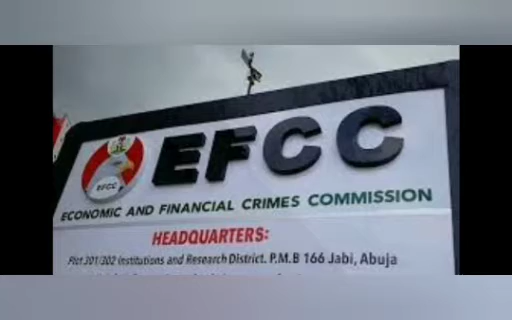 EFCC
EFCC
ECONOMIC AND FINANCIAL CRIMES COMMISSION
HEADQUARTERS:
Plot 301/302 Institutions and Research District. P.M.B 166 Jabi, Abuja